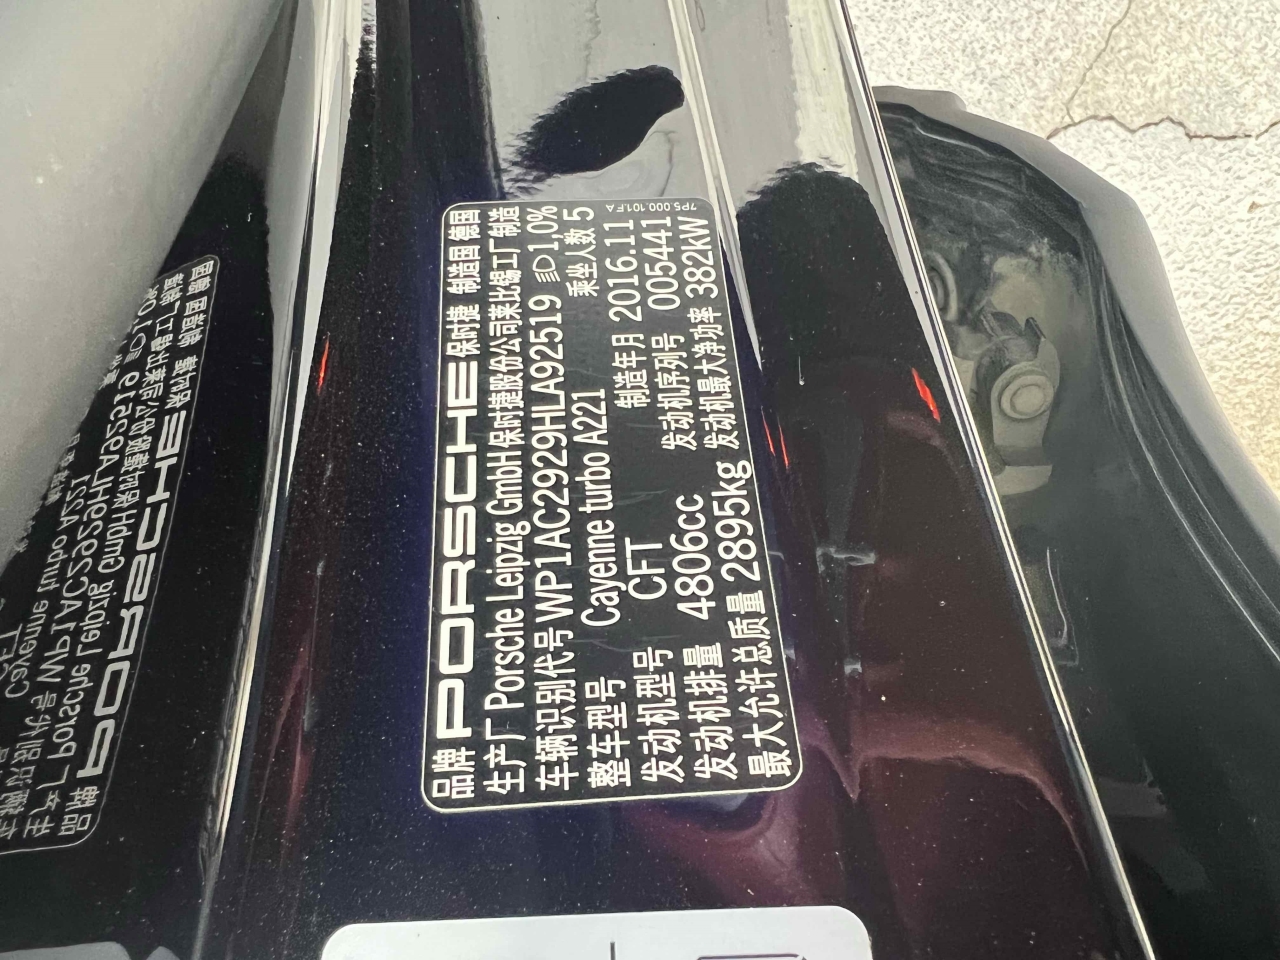 品牌 PORSCHE 保时捷 制造国 德国
生产厂 Porsche Leipzig GmbH 保时捷股份公司莱比锡工厂制造
车辆识别代号 WP1AC2929HLA92519 1,0%
整车型号 Cayenne turbo A221 乘坐人数 5
发动机型号 CFT 制造年月 2016.11
发动机排量 4806cc 发动机序列号 005441
最大允许总质量 2895kg 发动机最大净功率 382kW
7P5.000.101.FA